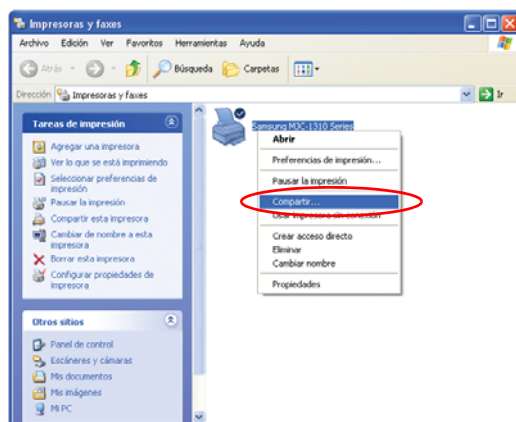 Impresoras y faxes
Archivo Edición Ver Favoritos Herramientas Ayuda
Atrás Búsqueda Carpetas
Dirección Impresoras y faxes Ir
Tareas de impresión
Agregar una impresora
Ver lo que se está imprimiendo
Seleccionar preferencias de
impresión
Pausar la impresión
Compartir esta impresora
Cambiar de nombre a esta
impresora
Borrar esta impresora
Configurar propiedades de
impresora
Otros sitios
Panel de control
Escáneres y cámaras
Mis documentos
Mis imágenes
Mi PC
Samsung MJC-1310 Series
Abrir
Preferencias de impresión...
Pausar la impresión
Compartir...
Usar impresora sin conexión
Crear acceso directo
Eliminar
Cambiar nombre
Propiedades